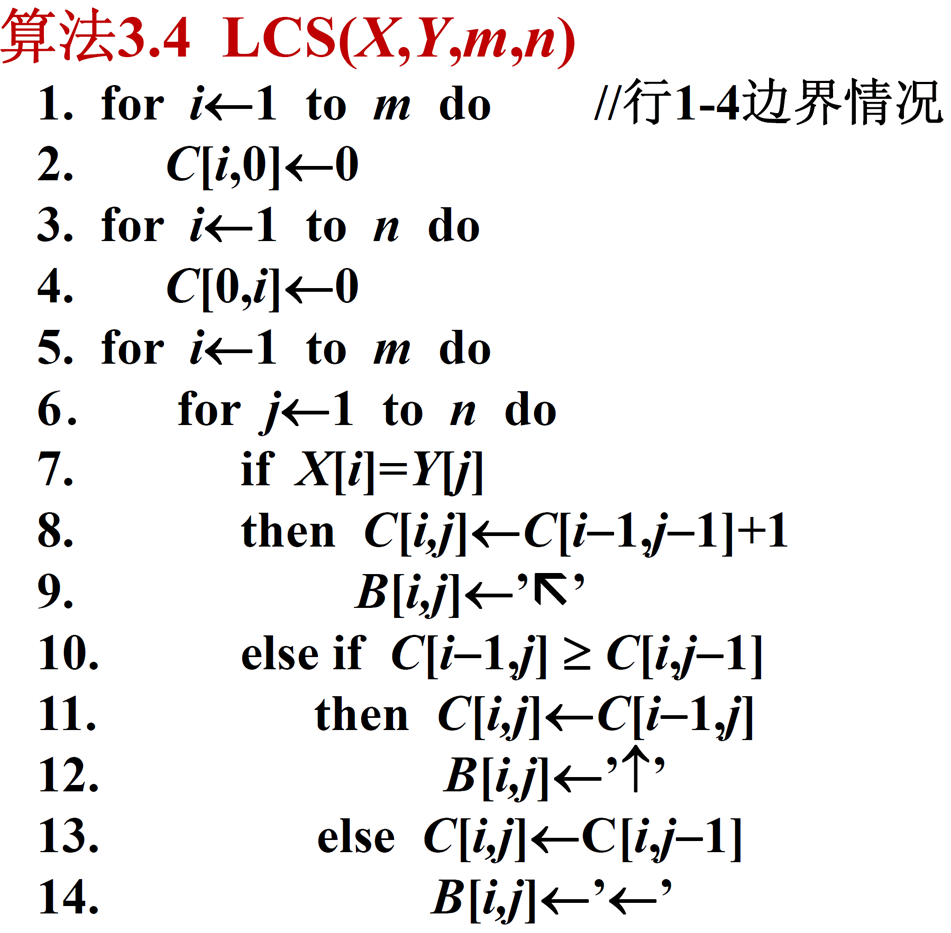 算法3.4 LCS(X,Y,m,n)
1. for i←1 to m do //行1-4边界情况
2. C[i,0]←0
3. for i←1 to n do
4. C[0,i]←0
5. for i←1 to m do
6. for j←1 to n do
7. if X[i]=Y[j]
8. then C[i,j]←C[i–1,j–1]+1
9. B[i,j]←’↖’
10. else if C[i–1,j] ≥ C[i,j–1]
11. then C[i,j]←C[i–1,j]
12. B[i,j]←’↑’
13. else C[i,j]←C[i,j–1]
14. B[i,j]←’←’